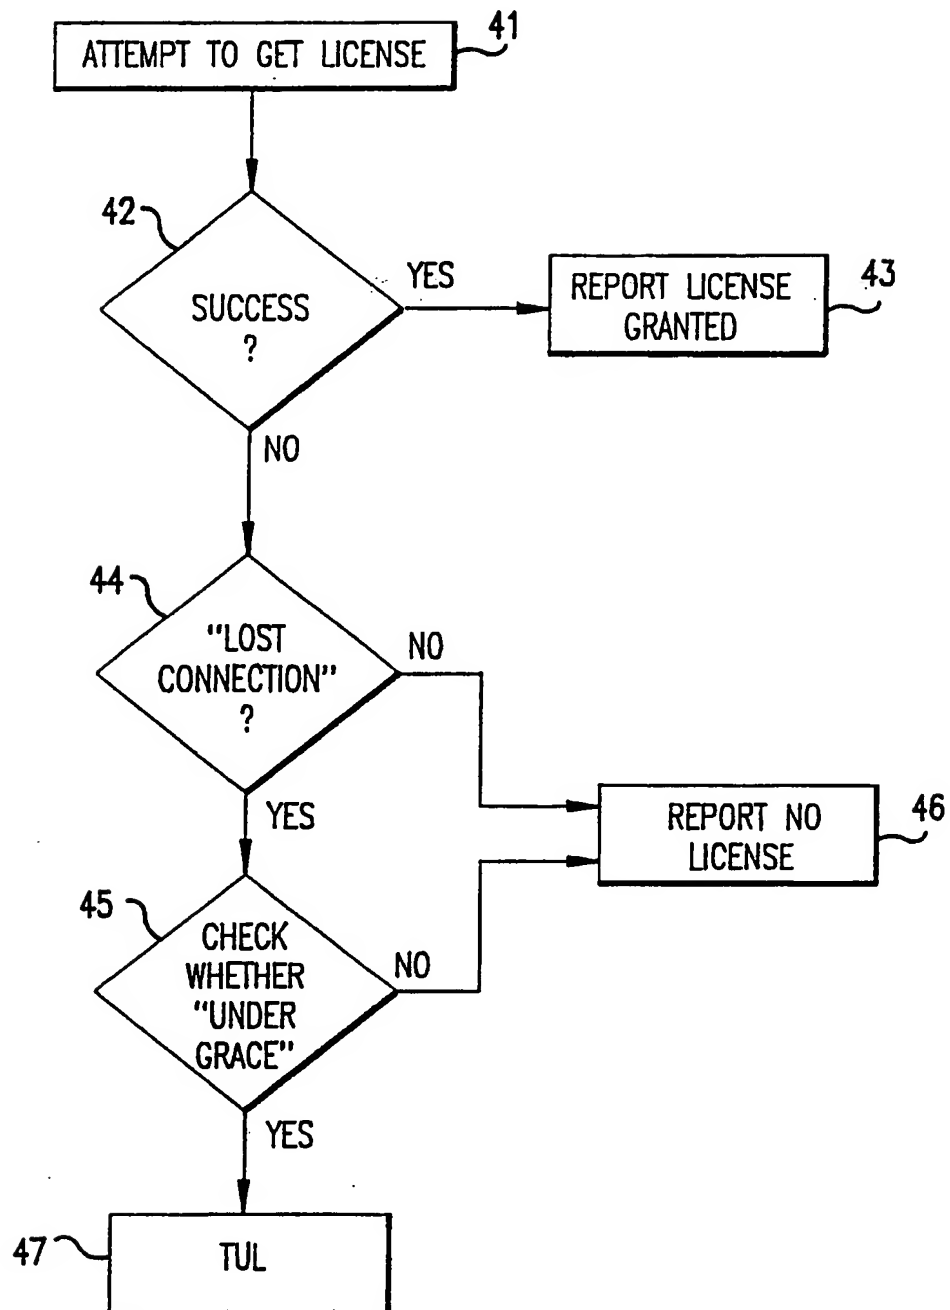 ATTEMPT TO GET LICENSE
41
42
SUCCESS
?
YES
REPORT LICENSE
GRANTED
43
NO
44
"LOST
CONNECTION"
?
NO
YES
REPORT NO
LICENSE
46
45
CHECK
WHETHER
"UNDER
GRACE"
NO
YES
47
TUL